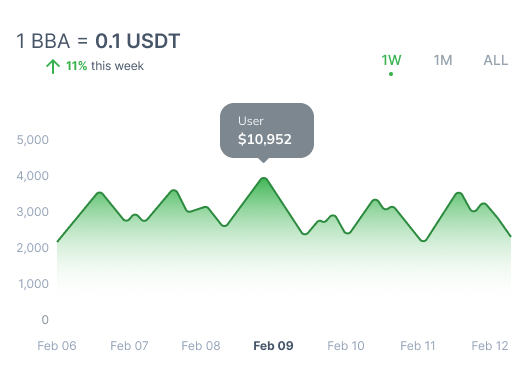 1 BBA = 0.1 USDT
11% this week
1W 1M ALL
User
$10,952
5,000
4,000
3,000
2,000
1,000
0
Feb 06 Feb 07 Feb 08 Feb 09 Feb 10 Feb 11 Feb 12